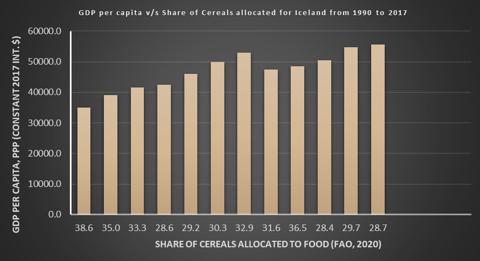 GDP per capita v/s Share of Cereals allocated for Iceland from 1990 to 2017
GDP PER CAPITA, PPP (CONSTANT 2017 INT. $)
60000.0
50000.0
40000.0
30000.0
20000.0
10000.0
0.0
38.6 35.0 33.3 28.6 29.2 30.3 32.9 31.6 36.5 28.4 29.7 28.7
SHARE OF CEREALS ALLOCATED TO FOOD (FAO, 2020)